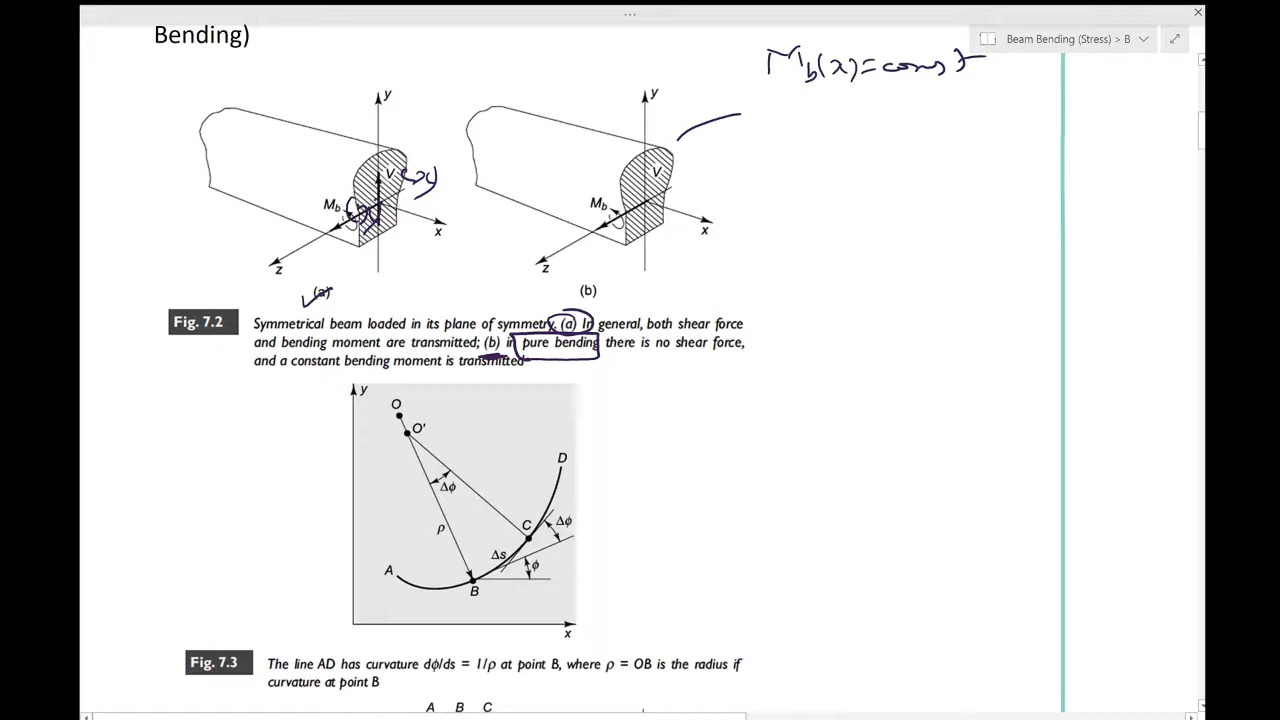 Bending)
Beam Bending (Stress) > B
M_b(x)=const
y
y
V
V
M_b
M_b
x
x
z
z
(a)
(b)
Fig. 7.2
Symmetrical beam loaded in its plane of symmetry. (a) In general, both shear force
and bending moment are transmitted; (b) in pure bending there is no shear force,
and a constant bending moment is transmitted
y
O
O'
D
Δϕ
C
Δϕ
ρ
Δs
ϕ
A
B
x
Fig. 7.3
The line AD has curvature dϕ/ds = 1/ρ at point B, where ρ = OB is the radius if
curvature at point B
A B C